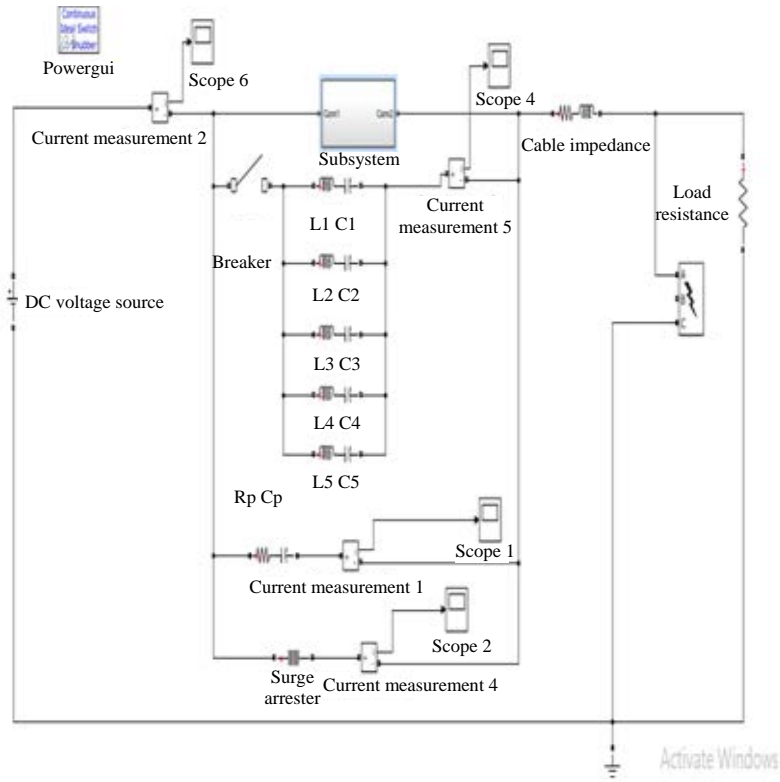 Continuous
Powergui
Scope 6
Current measurement 2
Scope 4
Subsystem
Cable impedance
Current
measurement 5
Load
resistance
L1 C1
Breaker
L2 C2
DC voltage source
L3 C3
L4 C4
L5 C5
Rp Cp
Scope 1
Current measurement 1
Scope 2
Surge
arrester
Current measurement 4
Activate Windows